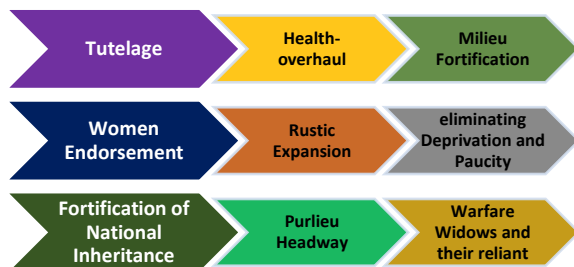 Tutelage
Health-
overhaul
Milieu
Fortification
Women
Endorsement
Rustic
Expansion
eliminating
Deprivation and
Paucity
Fortification of
National
Inheritance
Purlieu
Headway
Warfare
Widows and
their reliant